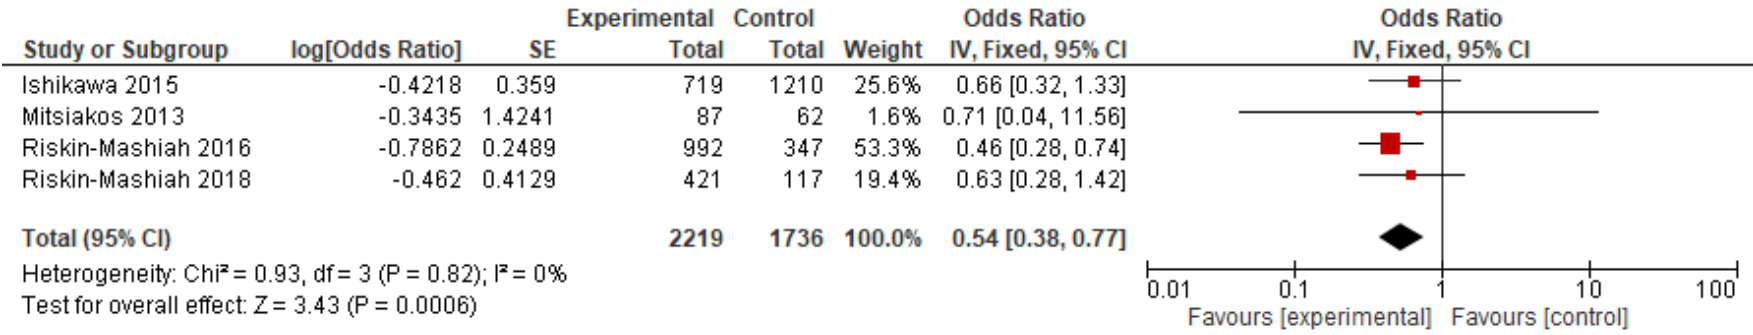 Experimental Control Odds Ratio Odds Ratio
Study or Subgroup log[Odds Ratio] SE Total Total Weight IV, Fixed, 95% CI IV, Fixed, 95% CI
Ishikawa 2015 -0.4218 0.359 719 1210 25.6% 0.66 [0.32, 1.33]
Mitsiakos 2013 -0.3435 1.4241 87 62 1.6% 0.71 [0.04, 11.56]
Riskin-Mashiah 2016 -0.7862 0.2489 992 347 53.3% 0.46 [0.28, 0.74]
Riskin-Mashiah 2018 -0.462 0.4129 421 117 19.4% 0.63 [0.28, 1.42]
Total (95% CI) 2219 1736 100.0% 0.54 [0.38, 0.77]
Heterogeneity: Chi² = 0.93, df = 3 (P = 0.82); I² = 0%
Test for overall effect: Z = 3.43 (P = 0.0006)
0.01 0.1 1 10 100
Favours [experimental] Favours [control]